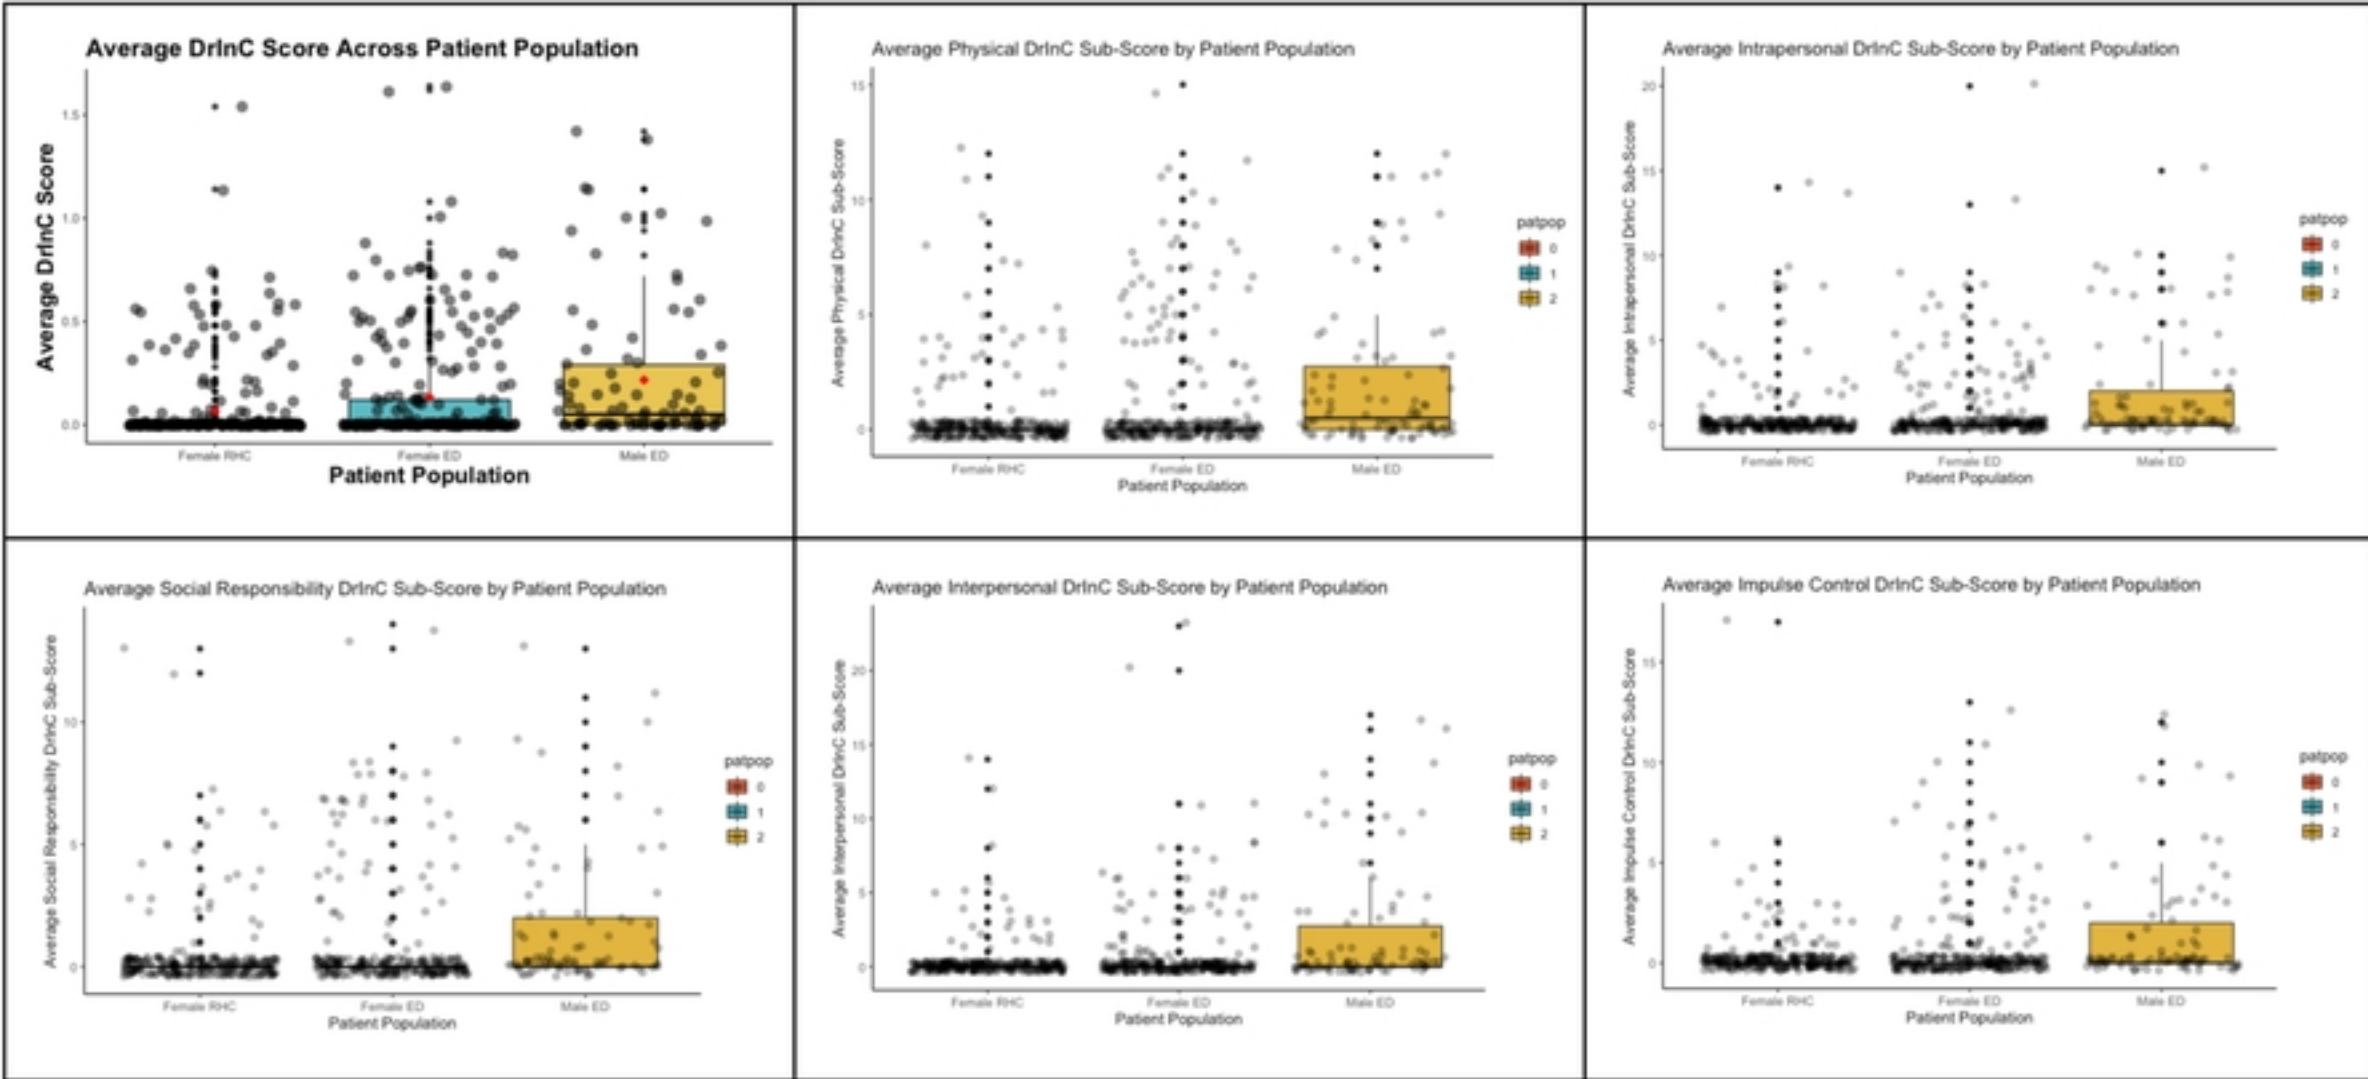 Average DrInC Score Across Patient Population
Average DrInC Score
1.5
1.0
0.5
0.0
Female RHC
Female ED
Male ED
Patient Population
Average Physical DrInC Sub-Score by Patient Population
Average Physical DrInC Sub-Score
15
10
5
0
Female RHC
Female ED
Male ED
Patient Population
patpop
0
1
2
Average Intrapersonal DrInC Sub-Score by Patient Population
Average Intrapersonal DrInC Sub-Score
20
15
10
5
0
Female RHC
Female ED
Male ED
Patient Population
patpop
0
1
2
Average Social Responsibility DrInC Sub-Score by Patient Population
Average Social Responsibility DrInC Sub-Score
10
5
0
Female RHC
Female ED
Male ED
Patient Population
patpop
0
1
2
Average Interpersonal DrInC Sub-Score by Patient Population
Average Interpersonal DrInC Sub-Score
20
15
10
5
0
Female RHC
Female ED
Male ED
Patient Population
patpop
0
1
2
Average Impulse Control DrInC Sub-Score by Patient Population
Average Impulse Control DrInC Sub-Score
15
10
5
0
Female RHC
Female ED
Male ED
Patient Population
patpop
0
1
2